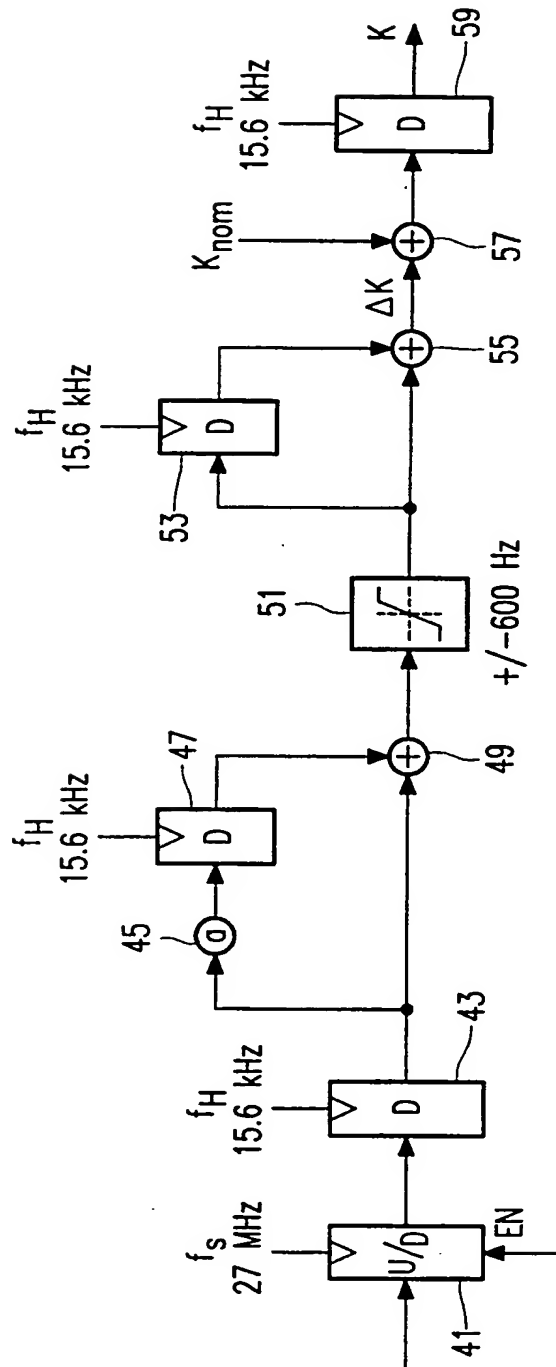 f_s
27 MHz
U/D
EN
41
f_H
15.6 kHz
D
43
45
a
f_H
15.6 kHz
47
D
+
49
51
+/-600 Hz
f_H
15.6 kHz
D
53
+
55
ΔK
K_nom
+
57
f_H
15.6 kHz
D
59
K